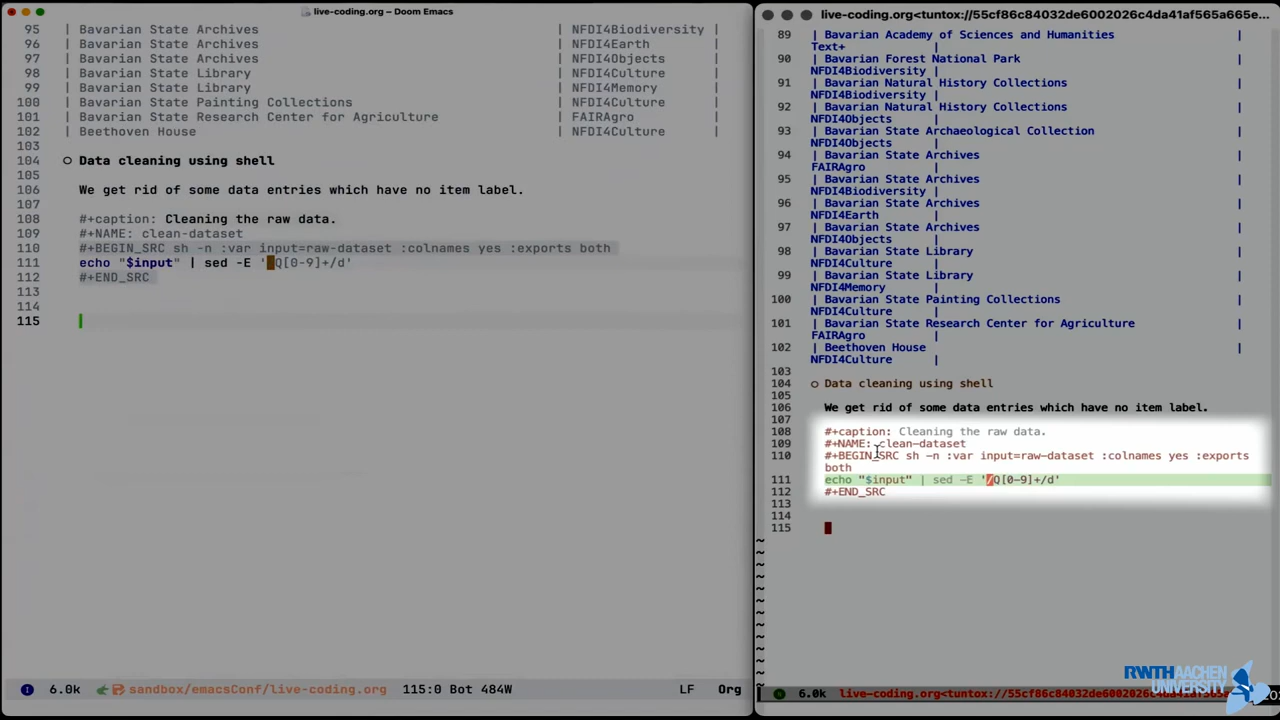 live-coding.org – Doom Emacs
95 | Bavarian State Archives | NFDI4Biodiversity |
96 | Bavarian State Archives | NFDI4Earth |
97 | Bavarian State Archives | NFDI4Objects |
98 | Bavarian State Library | NFDI4Culture |
99 | Bavarian State Library | NFDI4Memory |
100 | Bavarian State Painting Collections | NFDI4Culture |
101 | Bavarian State Research Center for Agriculture | FAIRAgro |
102 | Beethoven House | NFDI4Culture |
103
104 ○ Data cleaning using shell
105
106 We get rid of some data entries which have no item label.
107
108 #+caption: Cleaning the raw data.
109 #+NAME: clean-dataset
110 #+BEGIN_SRC sh -n :var input=raw-dataset :colnames yes :exports both
111 echo "$input" | sed -E '/Q[0-9]+/d'
112 #+END_SRC
113
114
115
6.0k sandbox/emacsConf/live-coding.org 115:0 Bot 484W LF Org
live-coding.org<tuntox://55cf86c84032de6002026c4da41af565a665e...
89 | Bavarian Academy of Sciences and Humanities |
Text+ |
90 | Bavarian Forest National Park |
NFDI4Biodiversity |
91 | Bavarian Natural History Collections |
NFDI4Biodiversity |
92 | Bavarian Natural History Collections |
NFDI4Objects |
93 | Bavarian State Archaeological Collection |
NFDI4Objects |
94 | Bavarian State Archives |
FAIRAgro |
95 | Bavarian State Archives |
NFDI4Biodiversity |
96 | Bavarian State Archives |
NFDI4Earth |
97 | Bavarian State Archives |
NFDI4Objects |
98 | Bavarian State Library |
NFDI4Culture |
99 | Bavarian State Library |
NFDI4Memory |
100 | Bavarian State Painting Collections |
NFDI4Culture |
101 | Bavarian State Research Center for Agriculture |
FAIRAgro |
102 | Beethoven House |
NFDI4Culture |
103
104 ○ Data cleaning using shell
105
106 We get rid of some data entries which have no item label.
107
108 #+caption: Cleaning the raw data.
109 #+NAME: clean-dataset
110 #+BEGIN_SRC sh -n :var input=raw-dataset :colnames yes :exports
both
111 echo "$input" | sed -E '/Q[0-9]+/d'
112 #+END_SRC
113
114
115
~
~
~
~
~
~
~
~
~
~
~
~
~
6.0k live-coding.org<tuntox://55cf86c84032de6002026c4da41af565a
RWTH AACHEN
UNIVERSITY